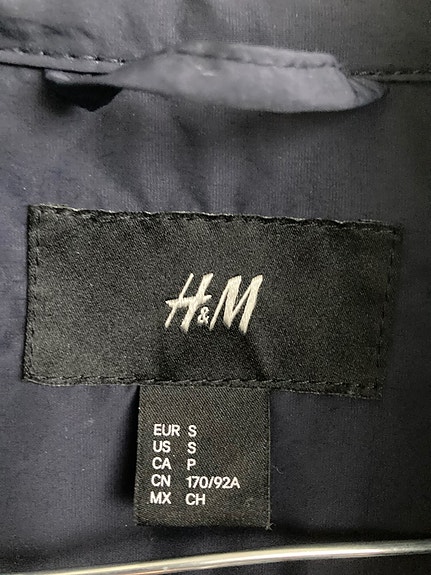 H&M
EUR S
US S
CA P
CN 170/92A
MX CH